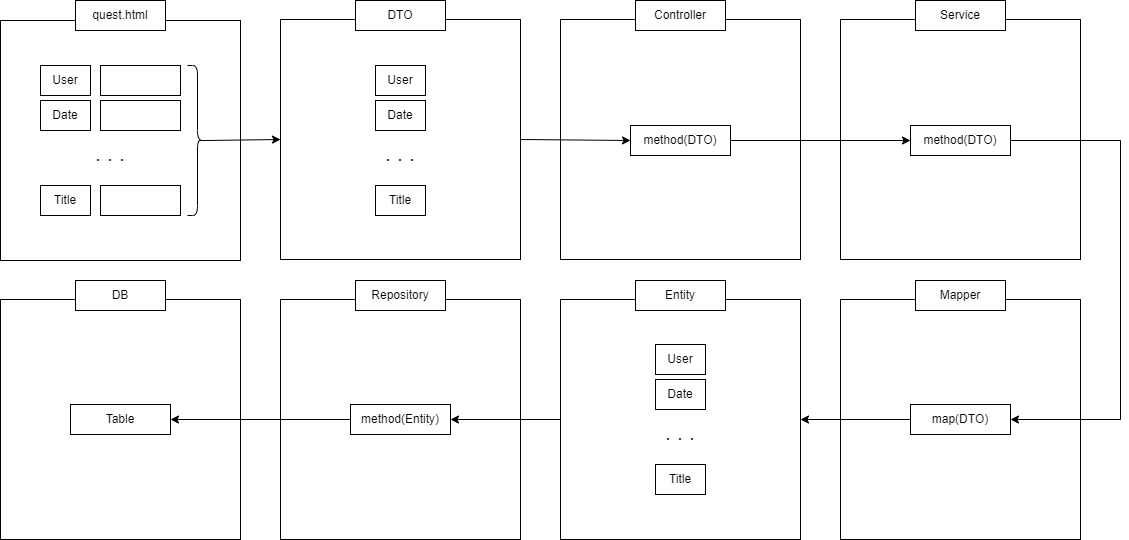 quest.html
DTO
Controller
Service
User
Date
. . .
Title
User
Date
. . .
Title
method(DTO)
method(DTO)
DB
Repository
Entity
Mapper
Table
method(Entity)
User
Date
. . .
Title
map(DTO)